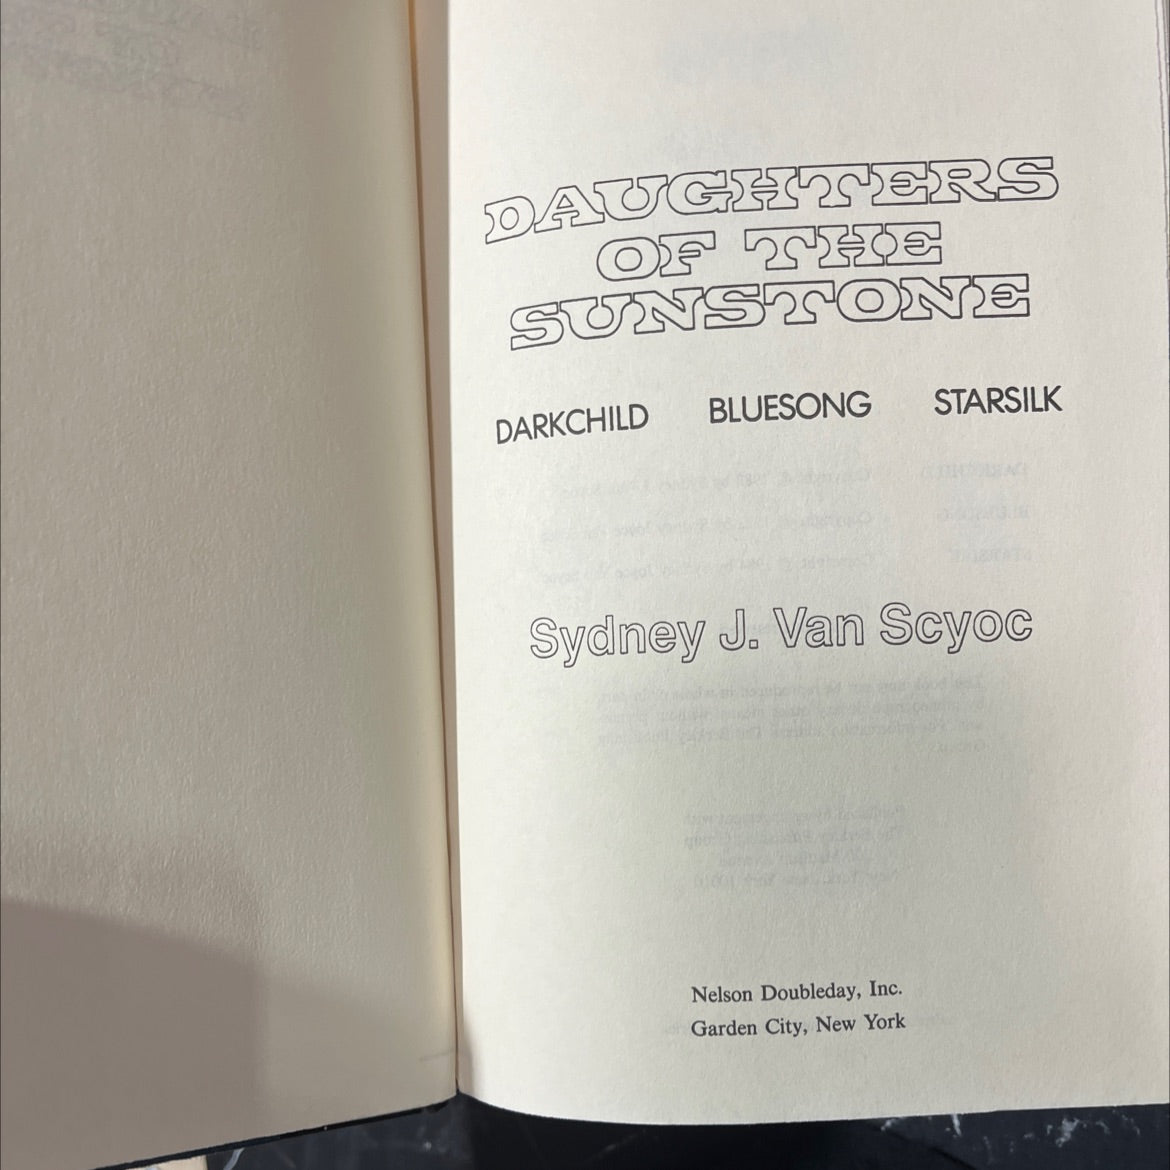 DAUGHTERS
OF THE
SUNSTONE
DARKCHILD BLUESONG STARSILK
Sydney J. Van Scyoc
Nelson Doubleday, Inc.
Garden City, New York